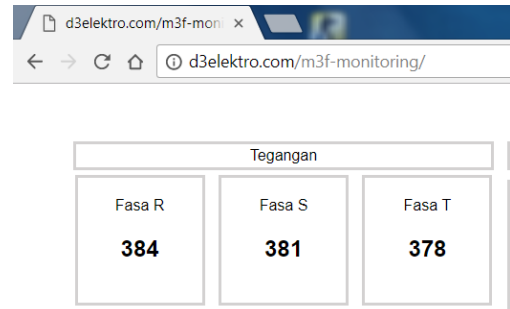 d3elektro.com/m3f-moni
d3elektro.com/m3f-monitoring/
Tegangan
Fasa R
Fasa S
Fasa T
384
381
378